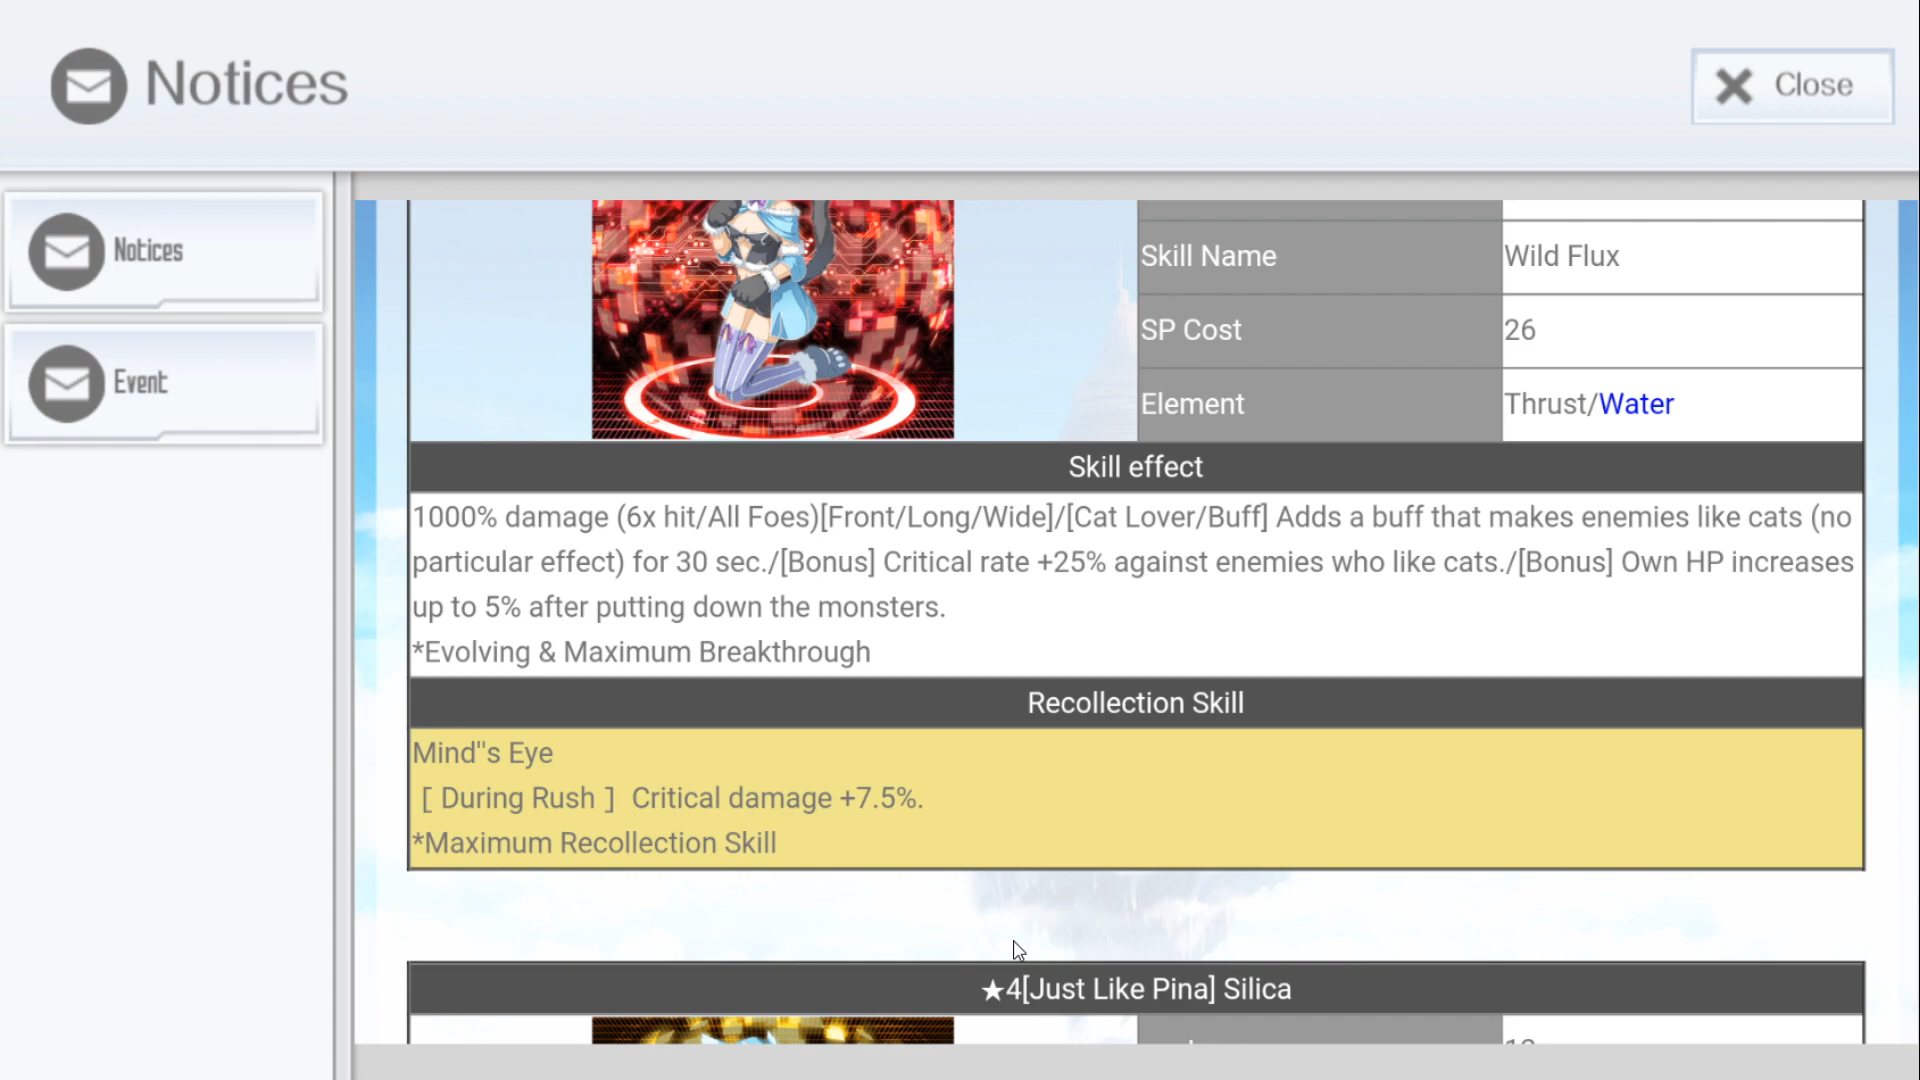 Notices
Close
Notices
Event
Skill Name
Wild Flux
SP Cost
26
Element
Thrust/Water
Skill effect
1000% damage (6x hit/All Foes)[Front/Long/Wide]/[Cat Lover/Buff] Adds a buff that makes enemies like cats (no
particular effect) for 30 sec./[Bonus] Critical rate +25% against enemies who like cats./[Bonus] Own HP increases
up to 5% after putting down the monsters.
*Evolving & Maximum Breakthrough
Recollection Skill
Mind"s Eye
[ During Rush ] Critical damage +7.5%.
*Maximum Recollection Skill
★4[Just Like Pina] Silica